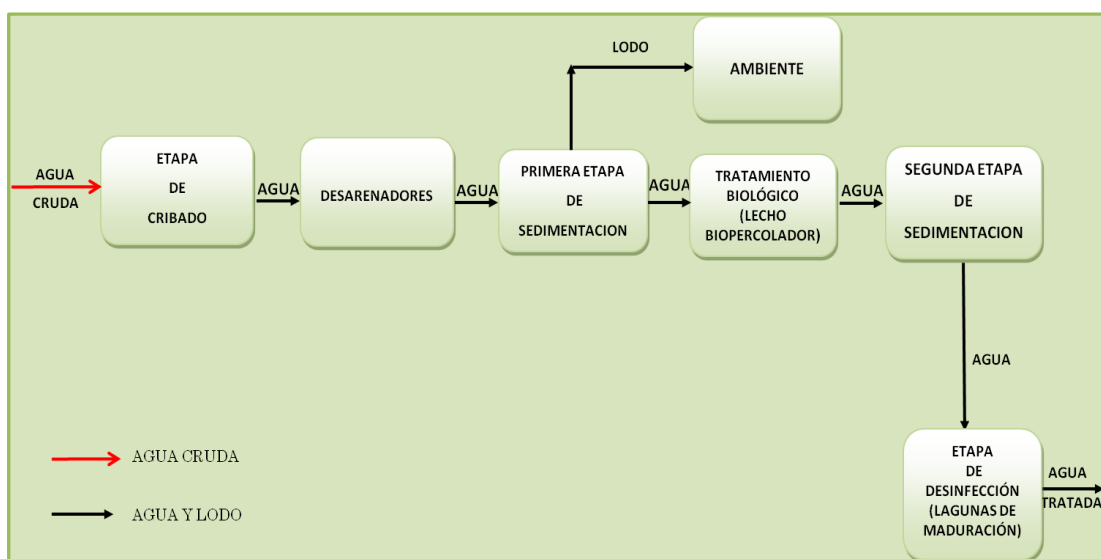 LODO
AMBIENTE
AGUA
CRUDA
ETAPA
DE
CRIBADO
AGUA
DESARENADORES
AGUA
PRIMERA ETAPA
DE
SEDIMENTACION
AGUA
TRATAMIENTO
BIOLÓGICO
(LECHO
BIOPERCOLADOR)
AGUA
SEGUNDA ETAPA
DE
SEDIMENTACION
AGUA
ETAPA
DE
DESINFECCIÓN
(LAGUNAS DE
MADURACIÓN)
AGUA
TRATADA
AGUA CRUDA
AGUA Y LODO